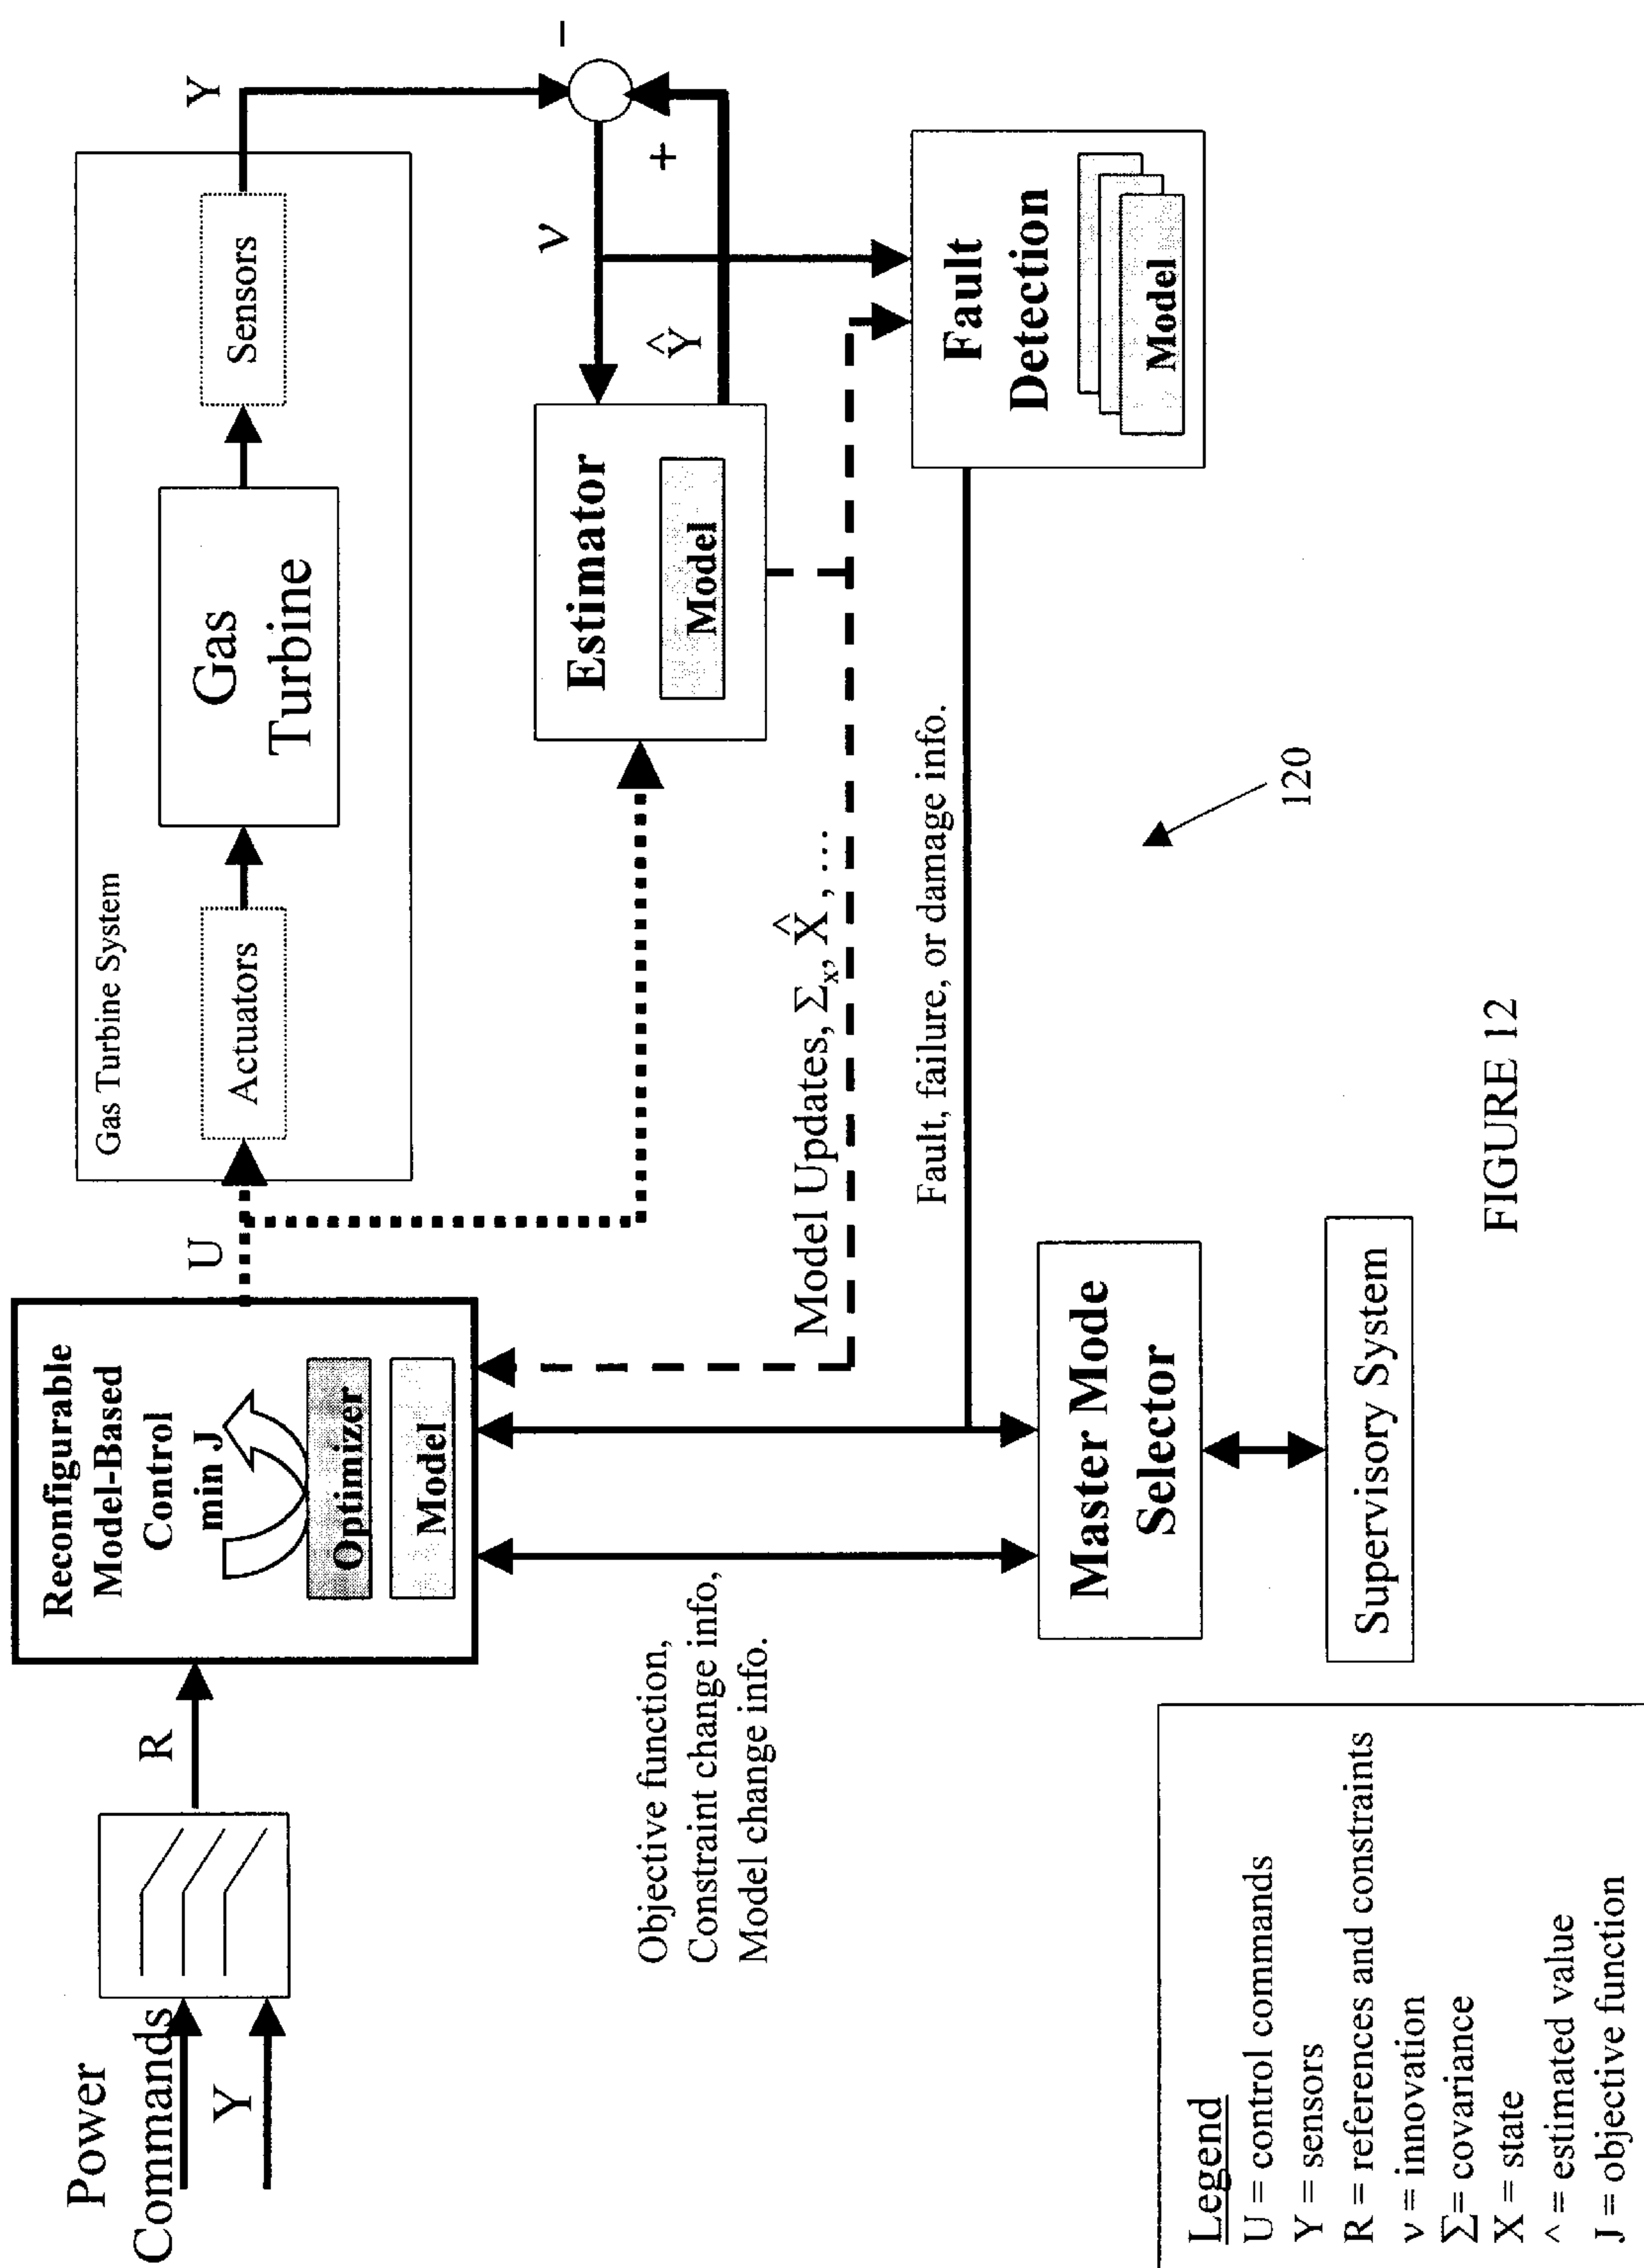 Power
Commands
Y
R
Reconfigurable
Model-Based
Control
min J
Optimizer
Model
U
Gas Turbine System
Actuators
Gas
Turbine
Sensors
Y
−
+
ν
Ŷ
Estimator
Model
Model Updates, Σx, X̂, …
Fault
Detection
Model
Fault, failure, or damage info.
Objective function,
Constraint change info,
Model change info.
Master Mode
Selector
Supervisory System
120
Legend
U = control commands
Y = sensors
R = references and constraints
ν = innovation
Σ= covariance
X = state
^ = estimated value
J = objective function
FIGURE 12